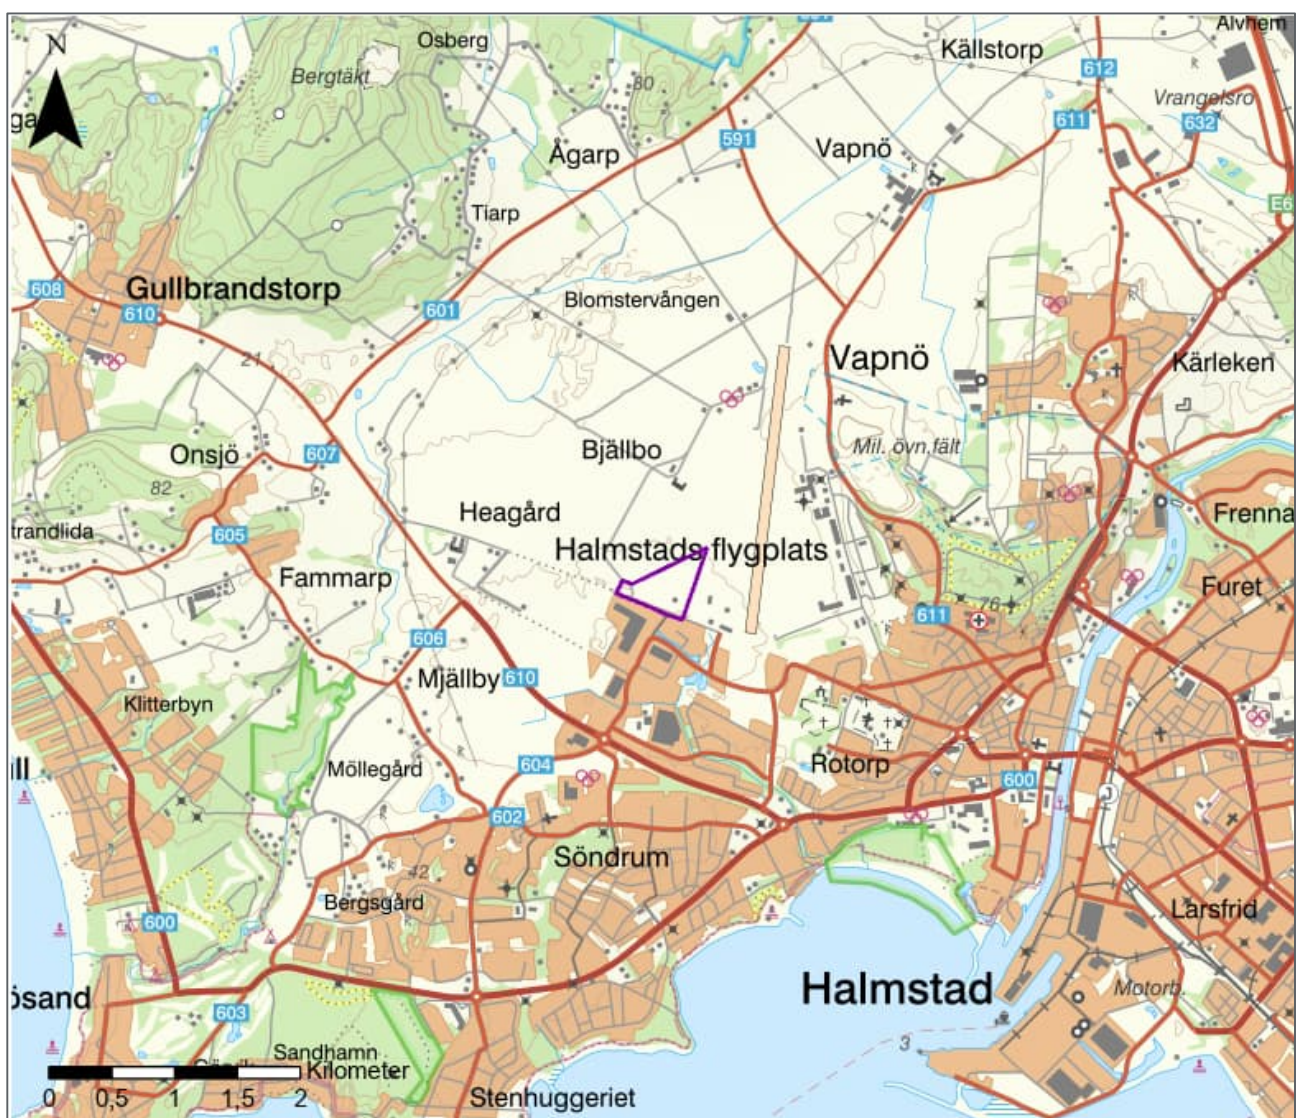 N
Osberg
Bergtäkt
Källstorp
Alvhem
612
80
Vrangelsro
611
632
591
Vapnö
Ågarp
Tiarp
E6
608
Gullbrandstorp
610
601
Blomstervången
21
Vapnö
Kärleken
Onsjö
607
Bjällbo
Mil. övn.fält
82
trandlida
Heagård
Frenna
605
Halmstads flygplats
Fammarp
Furet
76
611
606
Mjällby
610
Klitterbyn
604
Möllegård
Rotorp
600
J
602
Söndrum
42
Bergsgård
600
Larsfrid
Halmstad
Motorb.
ösand
603
3
Sandhamn
Kilometer
0 0,5 1 1,5 2
Stenhuggeriet